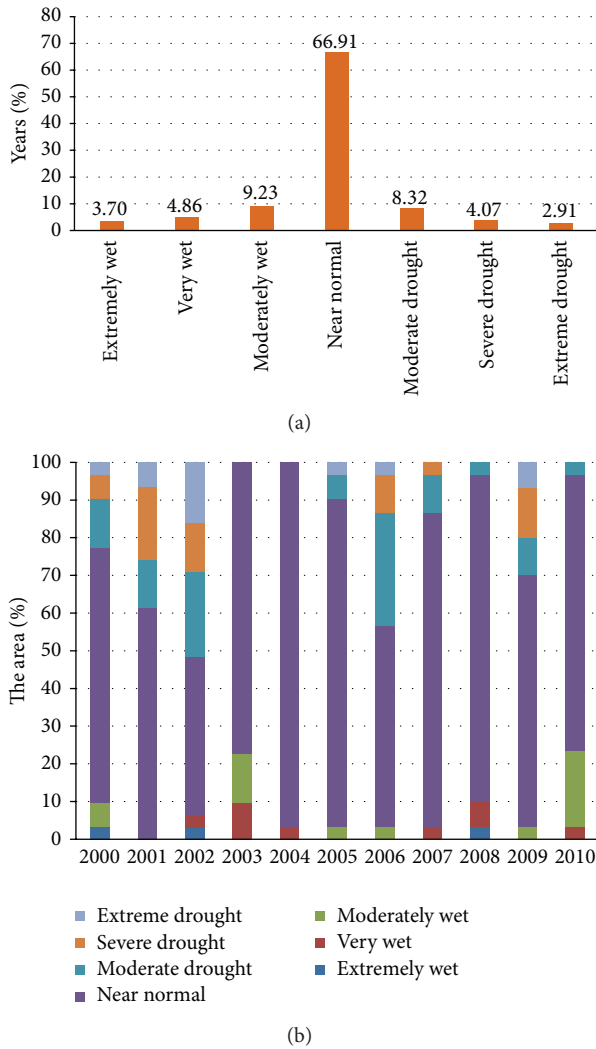 80
70
60
50
40
30
20
10
0
Years (%)
3.70
4.86
9.23
66.91
8.32
4.07
2.91
Extremely wet
Very wet
Moderately wet
Near normal
Moderate drought
Severe drought
Extreme drought
(a)
100
90
80
70
60
50
40
30
20
10
0
The area (%)
2000 2001 2002 2003 2004 2005 2006 2007 2008 2009 2010
Extreme drought
Severe drought
Moderate drought
Near normal
Moderately wet
Very wet
Extremely wet
(b)